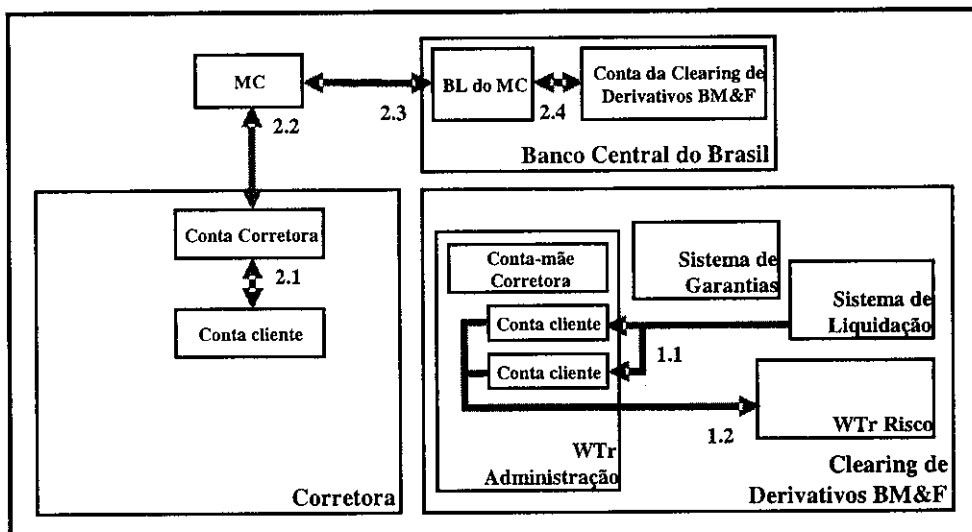 MC
2.2
2.3
BL do MC
2.4
Conta da Clearing de
Derivativos BM&F
Banco Central do Brasil
Conta Corretora
2.1
Conta cliente
Corretora
Conta-mãe
Corretora
Conta cliente
Conta cliente
WTr
Administração
Sistema de
Garantias
Sistema de
Liquidação
1.1
1.2
WTr Risco
Clearing de
Derivativos BM&F